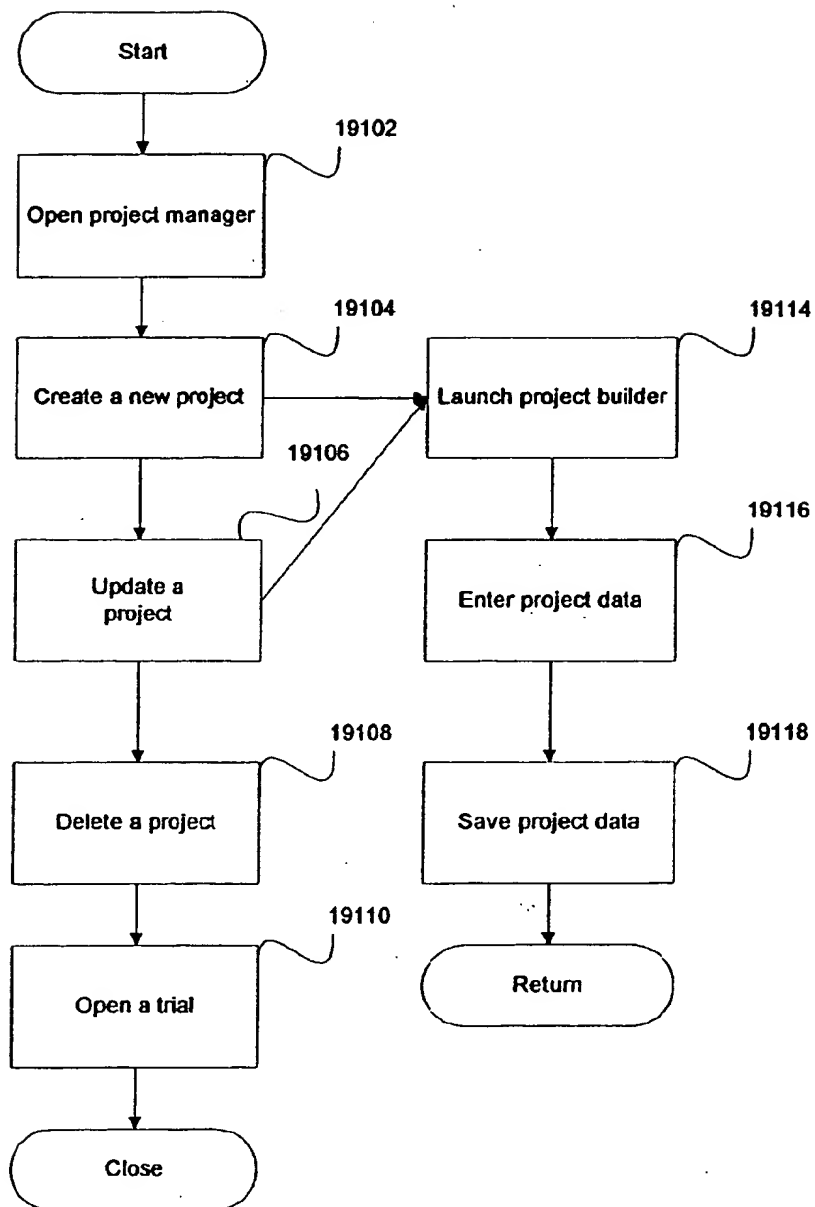 Start
19102
Open project manager
19104
Create a new project
19114
Launch project builder
19106
Update a
project
19116
Enter project data
19108
Delete a project
19118
Save project data
19110
Open a trial
Return
Close